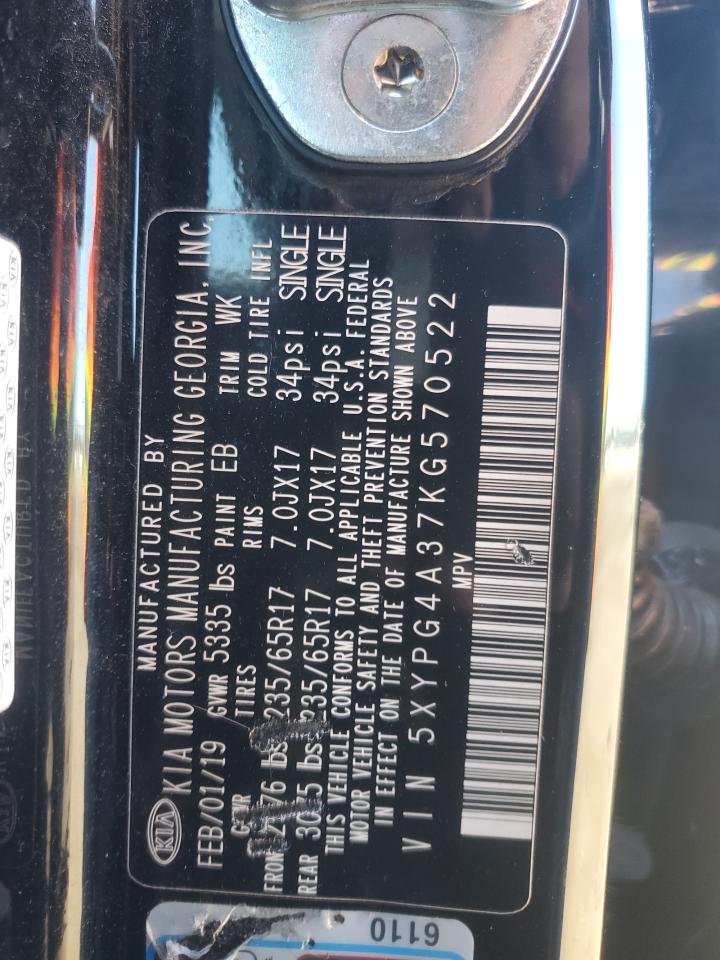 MANUFACTURED BY
KIA KIA MOTORS MANUFACTURING GEORGIA, INC.
FEB/01/19 GVWR 5335 lbs PAINT EB TRIM WK
TIRES RIMS COLD TIRE INFL
FRON 235/65R17 7.0JX17 34psi SINGLE
REAR lbs 235/65R17 7.0JX17 34psi SINGLE
THIS VEHICLE CONFORMS TO ALL APPLICABLE U.S.A. FEDERAL
MOTOR VEHICLE SAFETY AND THEFT PREVENTION STANDARDS
IN EFFECT ON THE DATE OF MANUFACTURE SHOWN ABOVE
VIN 5XYPG4A37KG570522
MPV
6110